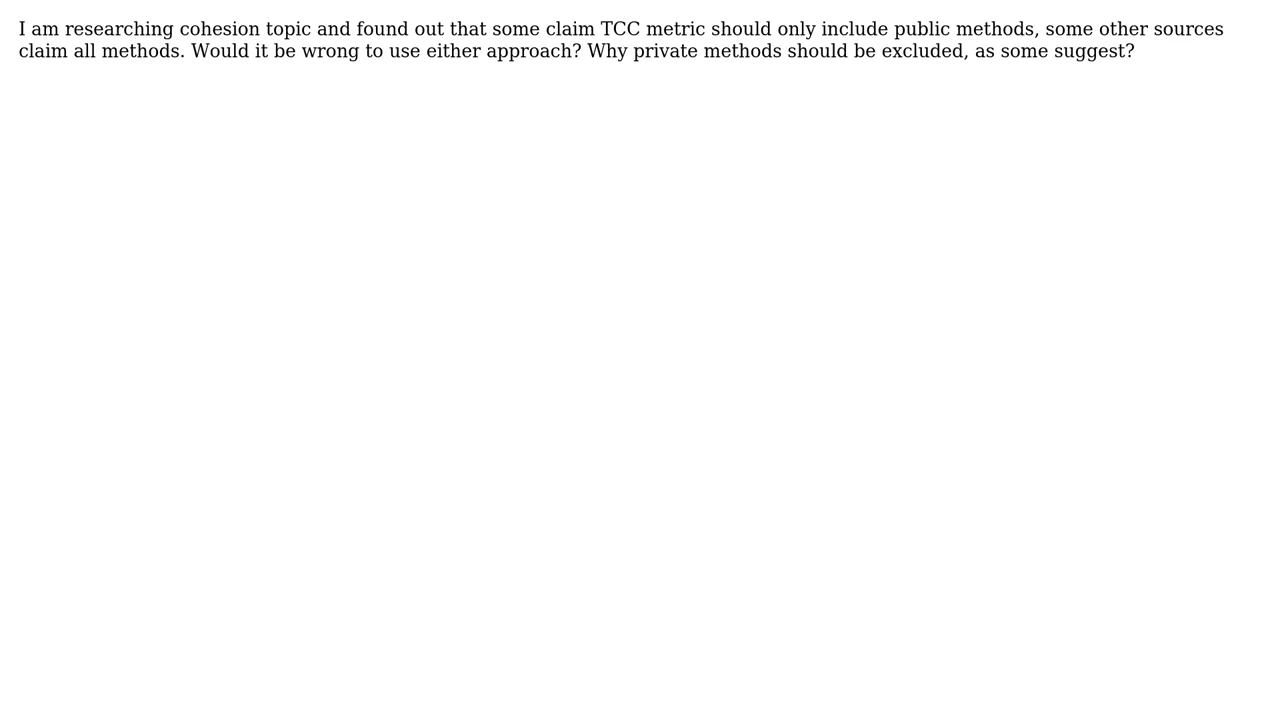 I am researching cohesion topic and found out that some claim TCC metric should only include public methods, some other sources
claim all methods. Would it be wrong to use either approach? Why private methods should be excluded, as some suggest?